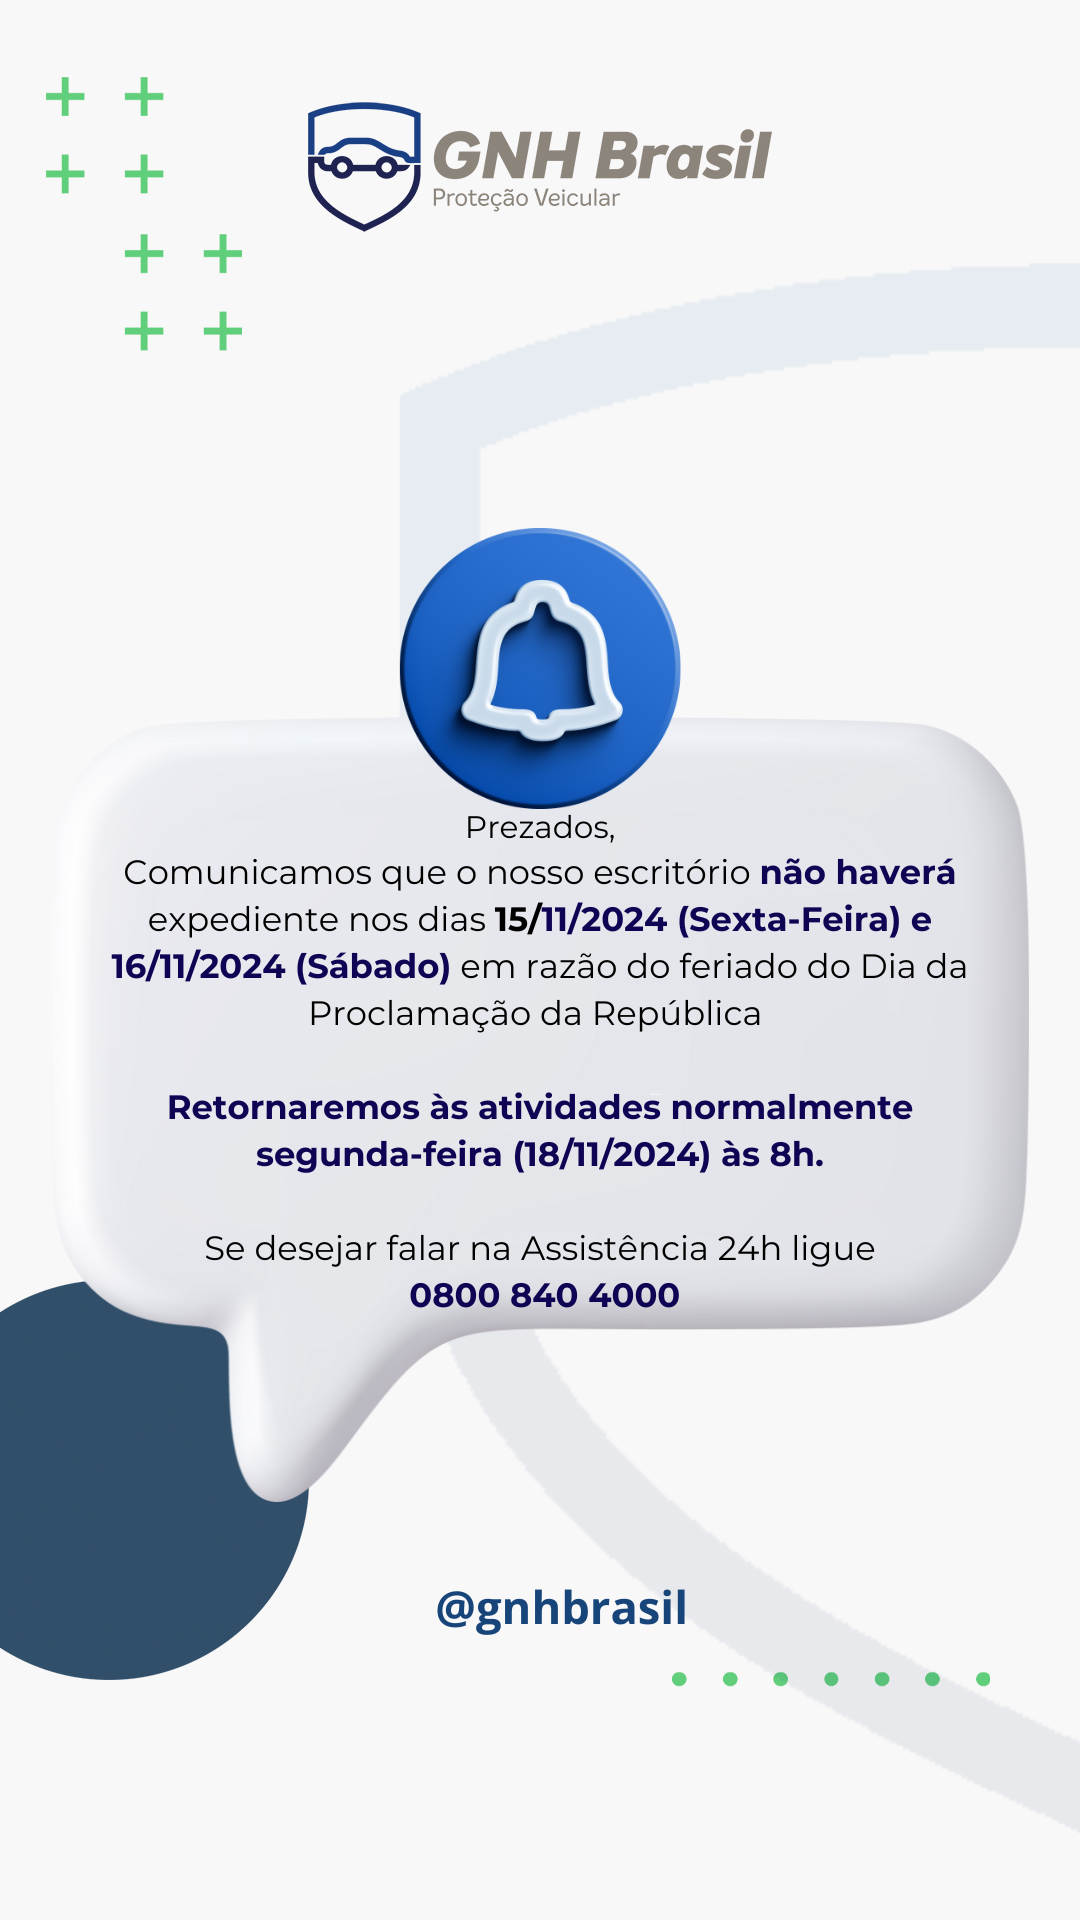 GNH Brasil
Proteção Veicular
Prezados,
Comunicamos que o nosso escritório não haverá
expediente nos dias 15/11/2024 (Sexta-Feira) e
16/11/2024 (Sábado) em razão do feriado do Dia da
Proclamação da República
Retornaremos às atividades normalmente
segunda-feira (18/11/2024) às 8h.
Se desejar falar na Assistência 24h ligue
0800 840 4000
@gnhbrasil